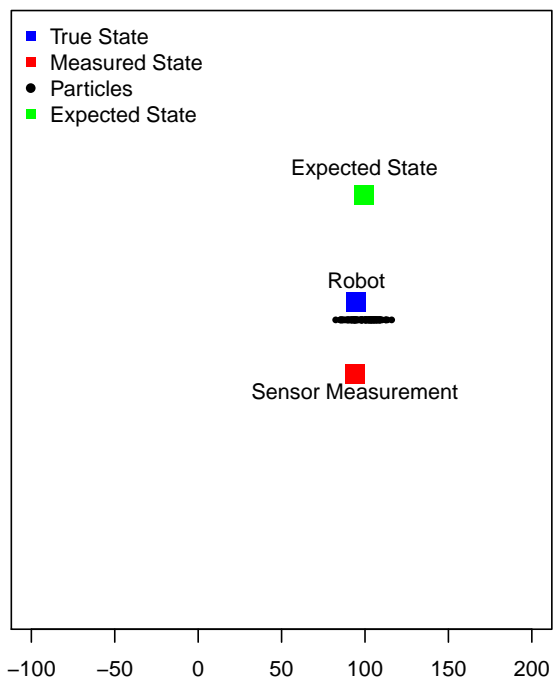 True State
Measured State
Particles
Expected State
Expected State
Robot
Sensor Measurement
−100 −50 0 50 100 150 200